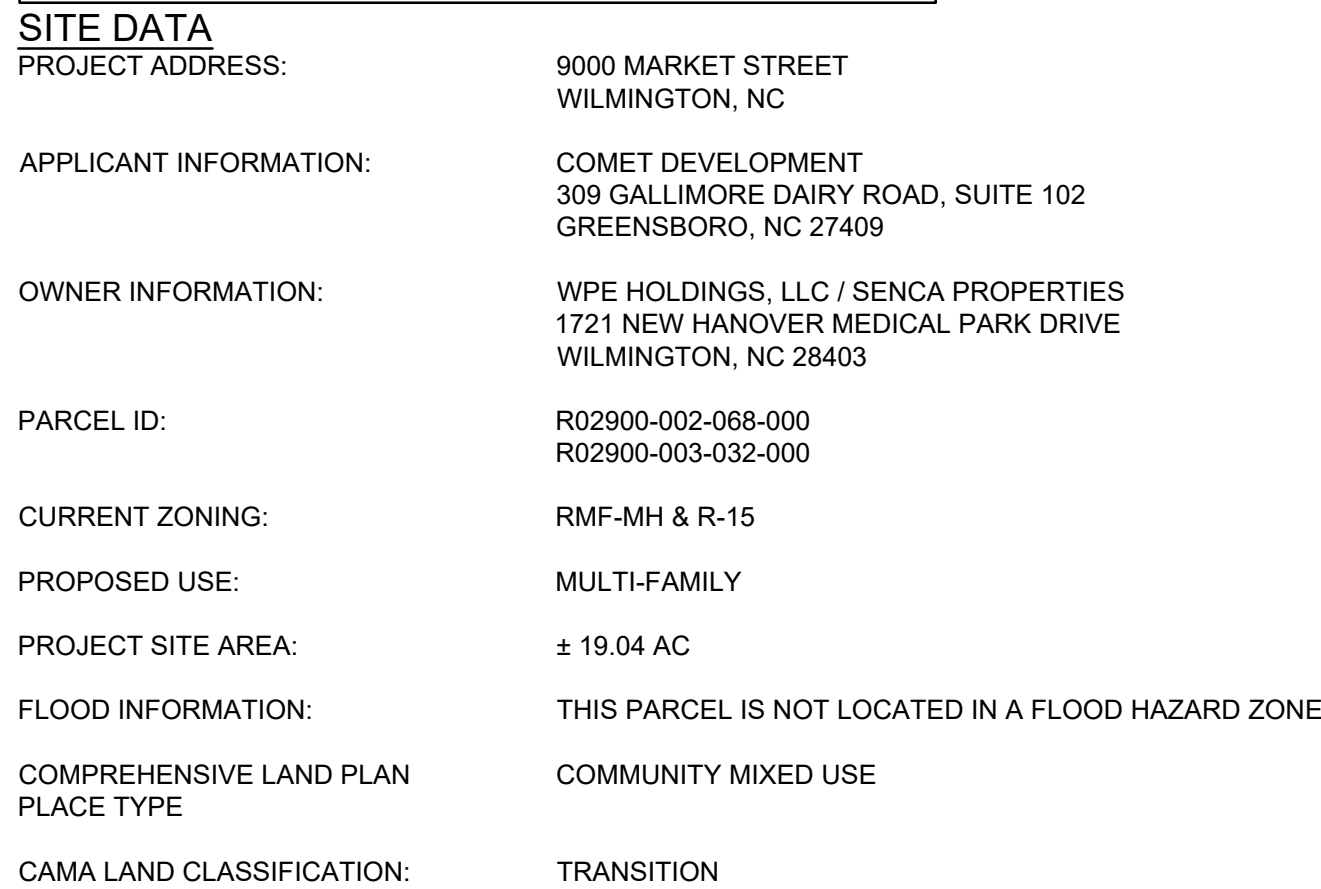 SITE DATA
PROJECT ADDRESS: 9000 MARKET STREET
WILMINGTON, NC
APPLICANT INFORMATION: COMET DEVELOPMENT
309 GALLIMORE DAIRY ROAD, SUITE 102
GREENSBORO, NC 27409
OWNER INFORMATION: WPE HOLDINGS, LLC / SENCA PROPERTIES
1721 NEW HANOVER MEDICAL PARK DRIVE
WILMINGTON, NC 28403
PARCEL ID: R02900-002-068-000
R02900-003-032-000
CURRENT ZONING: RMF-MH & R-15
PROPOSED USE: MULTI-FAMILY
PROJECT SITE AREA: ± 19.04 AC
FLOOD INFORMATION: THIS PARCEL IS NOT LOCATED IN A FLOOD HAZARD ZONE
COMPREHENSIVE LAND PLAN COMMUNITY MIXED USE
PLACE TYPE
CAMA LAND CLASSIFICATION: TRANSITION